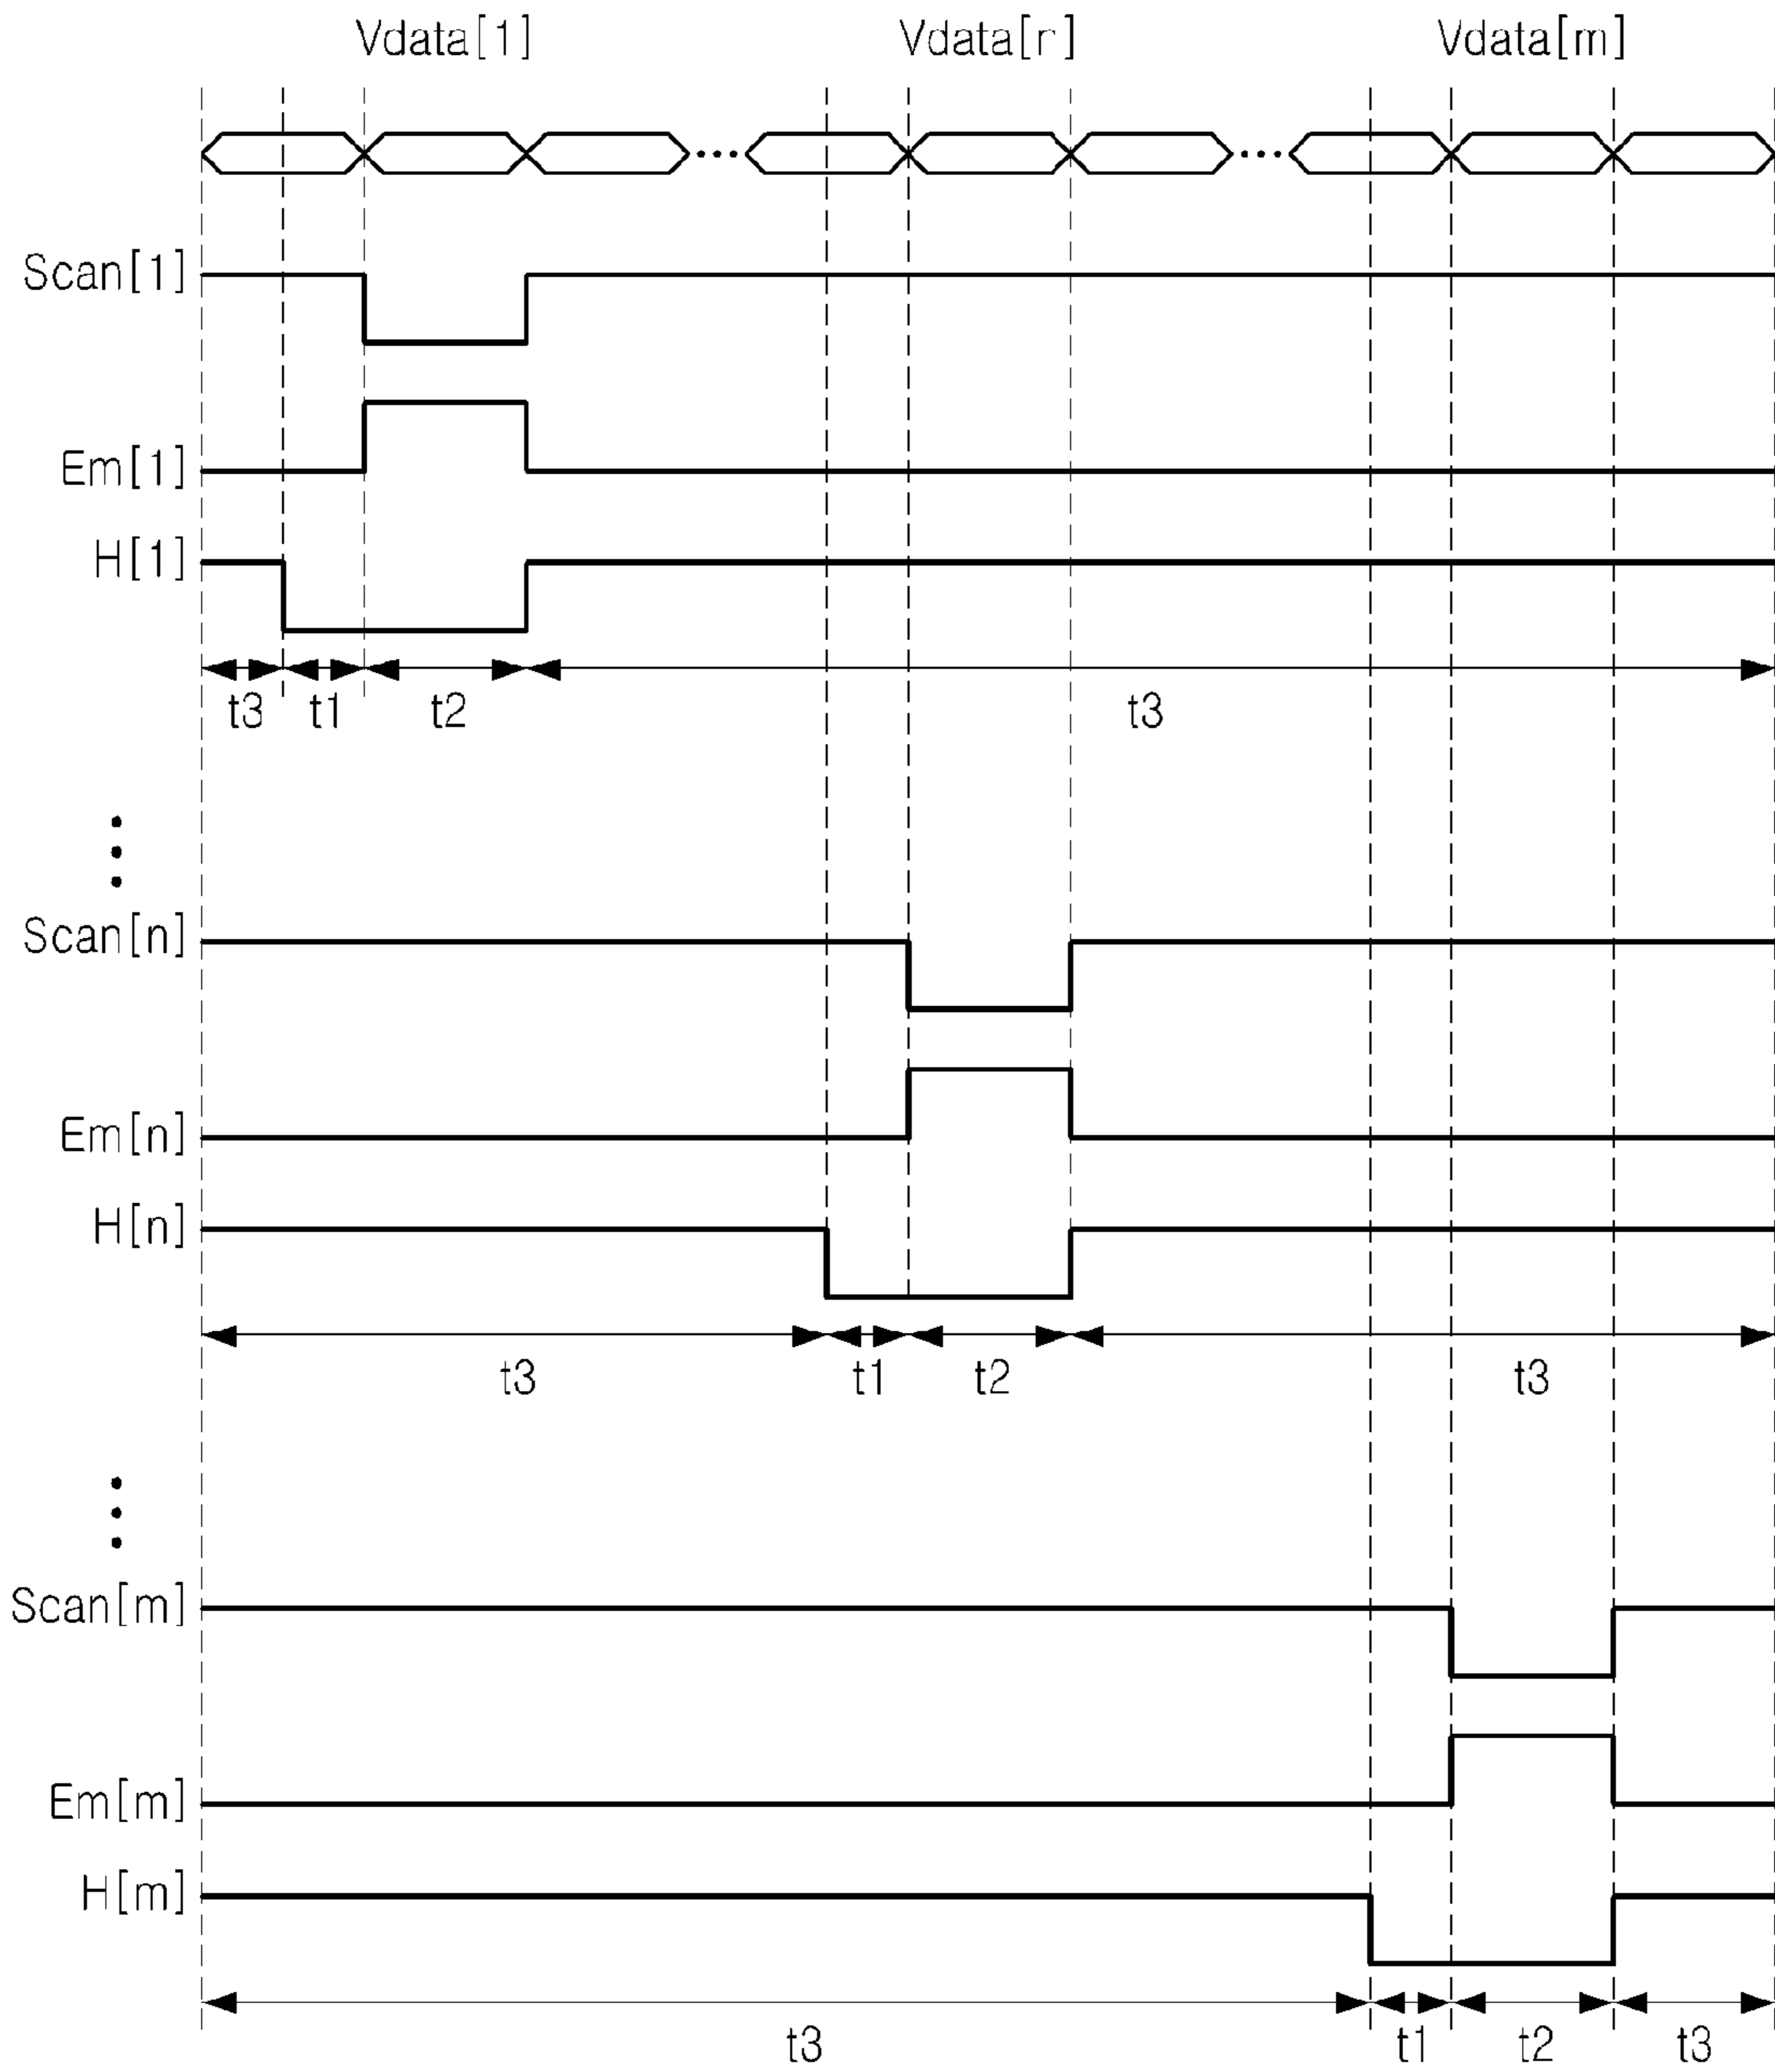 Vdata[1] Vdata[r] Vdata[m]
Scan[1]
Em[1]
H[1]
t3 t1 t2 t3
Scan[n]
Em[n]
H[n]
t3 t1 t2 t3
Scan[m]
Em[m]
H[m]
t3 t1 t2 t3